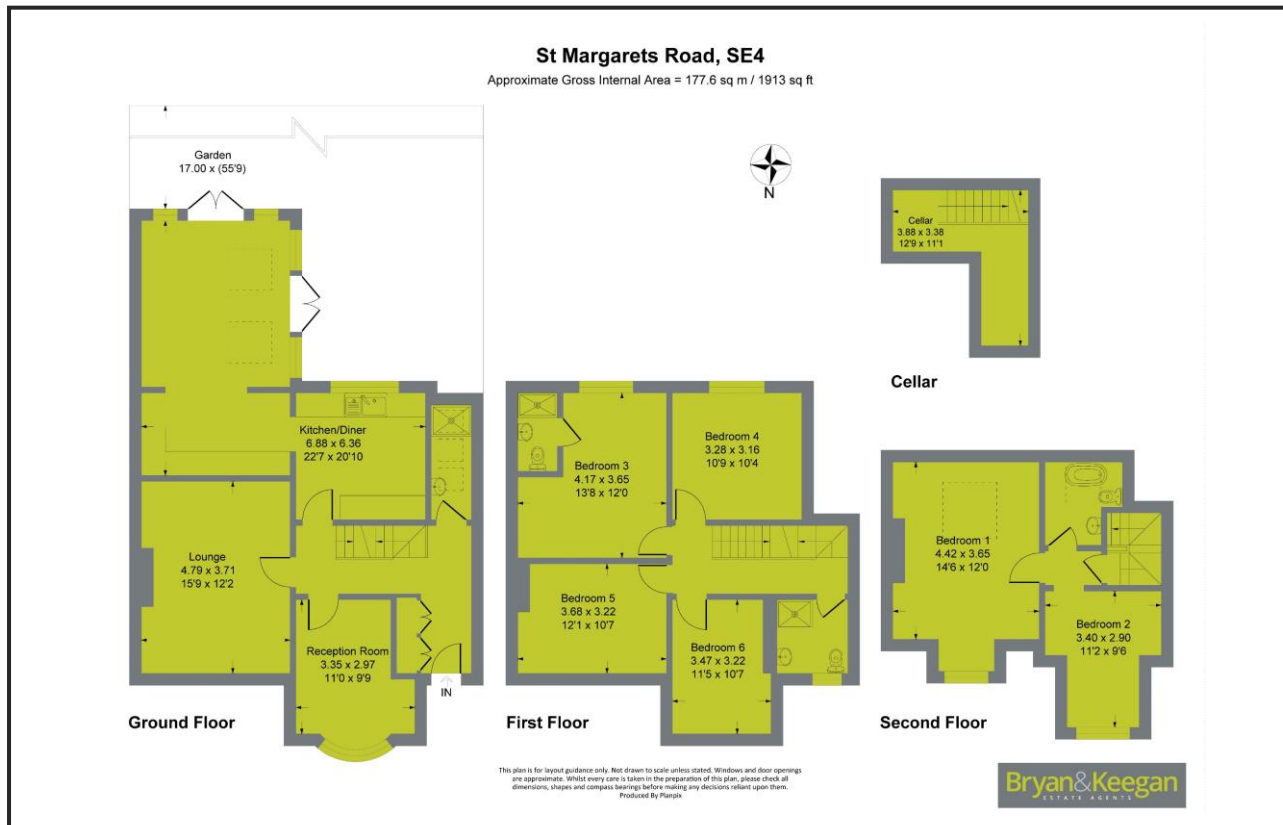 St Margarets Road, SE4
Approximate Gross Internal Area = 177.6 sq m / 1913 sq ft
Garden
17.00 x (55'9)
N
Kitchen/Diner
6.88 x 6.36
22'7 x 20'10
Lounge
4.79 x 3.71
15'9 x 12'2
Reception Room
3.35 x 2.97
11'0 x 9'9
IN
Ground Floor
Bedroom 3
4.17 x 3.65
13'8 x 12'0
Bedroom 4
3.28 x 3.16
10'9 x 10'4
Bedroom 5
3.68 x 3.22
12'1 x 10'7
Bedroom 6
3.47 x 3.22
11'5 x 10'7
First Floor
Cellar
3.88 x 3.38
12'9 x 11'1
Cellar
Bedroom 1
4.42 x 3.65
14'6 x 12'0
Bedroom 2
3.40 x 2.90
11'2 x 9'6
Second Floor
This plan is for layout guidance only. Not drawn to scale unless stated. Windows and door openings
are approximate. Whilst every care is taken in the preparation of this plan, please check all
dimensions, shapes and compass bearings before making any decisions reliant upon them.
Produced By Planpix
Bryan&Keegan
ESTATE AGENTS